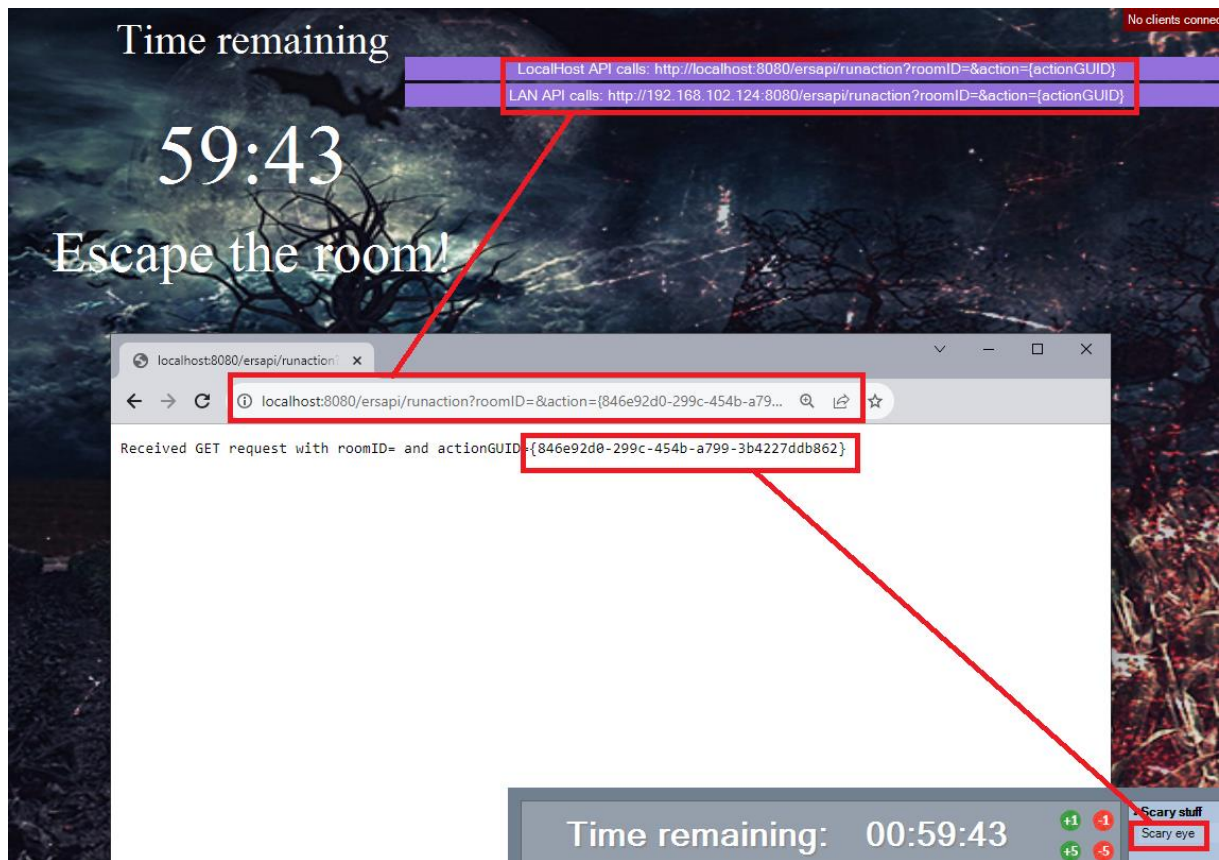 Time remaining
No clients connec
LocalHost API calls: http://localhost:8080/ersapi/runaction?roomID=&action={actionGUID}
LAN API calls: http://192.168.102.124:8080/ersapi/runaction?roomID=&action={actionGUID}
59:43
Escape the room!
localhost:8080/ersapi/runaction?
localhost:8080/ersapi/runaction?roomID=&action={846e92d0-299c-454b-a79...
Received GET request with roomID= and actionGUID={846e92d0-299c-454b-a799-3b4227ddb862}
Time remaining: 00:59:43
+1 -1
+5 -5
Scary stuff
Scary eye